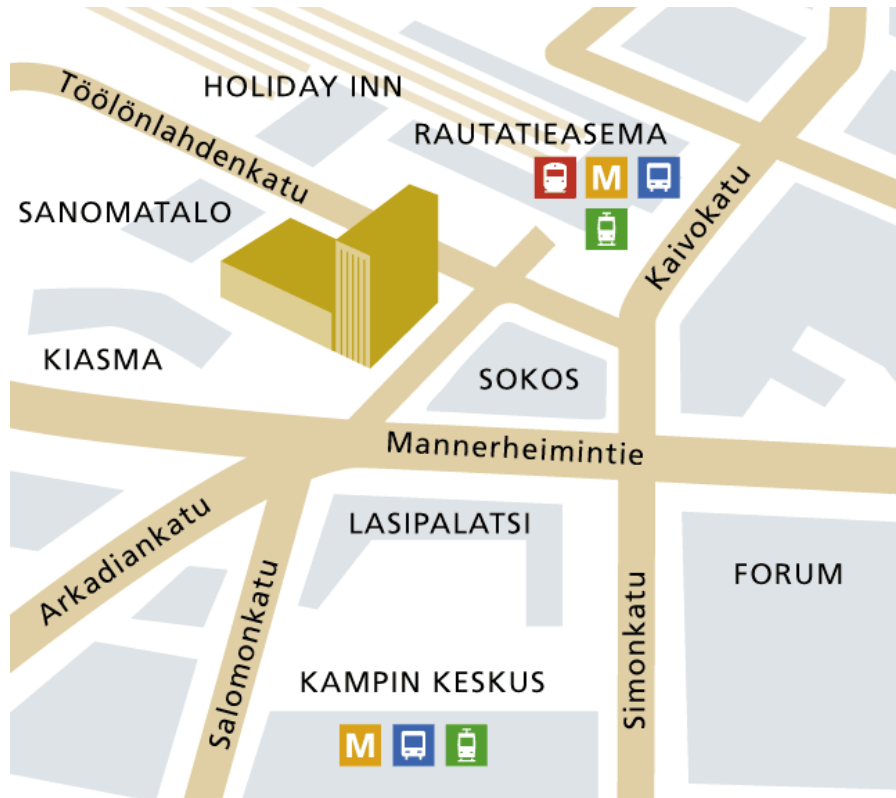 HOLIDAY INN
Töölönlahdenkatu
RAUTATIEASEMA
M
SANOMATALO
Kaivokatu
KIASMA
SOKOS
Mannerheimintie
LASIPALATSI
Arkadiankatu
FORUM
Salomonkatu
Simonkatu
KAMPIN KESKUS
M